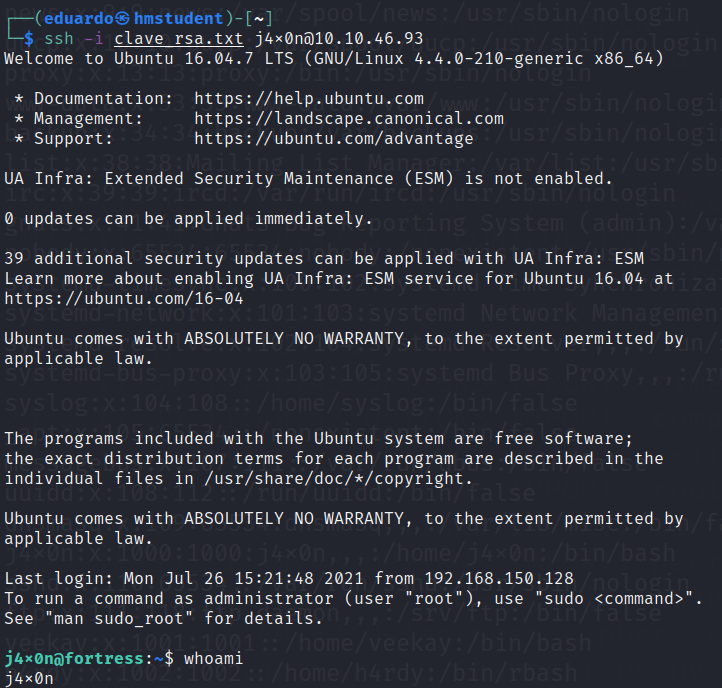 (eduardo㉿hmstudent)-[~]
$ ssh -i clave_rsa.txt j4x0n@10.10.46.93
Welcome to Ubuntu 16.04.7 LTS (GNU/Linux 4.4.0-210-generic x86_64)
* Documentation: https://help.ubuntu.com
* Management: https://landscape.canonical.com
* Support: https://ubuntu.com/advantage
UA Infra: Extended Security Maintenance (ESM) is not enabled.
0 updates can be applied immediately.
39 additional security updates can be applied with UA Infra: ESM
Learn more about enabling UA Infra: ESM service for Ubuntu 16.04 at
https://ubuntu.com/16-04
Ubuntu comes with ABSOLUTELY NO WARRANTY, to the extent permitted by
applicable law.
The programs included with the Ubuntu system are free software;
the exact distribution terms for each program are described in the
individual files in /usr/share/doc/*/copyright.
Ubuntu comes with ABSOLUTELY NO WARRANTY, to the extent permitted by
applicable law.
Last login: Mon Jul 26 15:21:48 2021 from 192.168.150.128
To run a command as administrator (user "root"), use "sudo <command>".
See "man sudo_root" for details.
j4x0n@fortress:~$ whoami
j4x0n